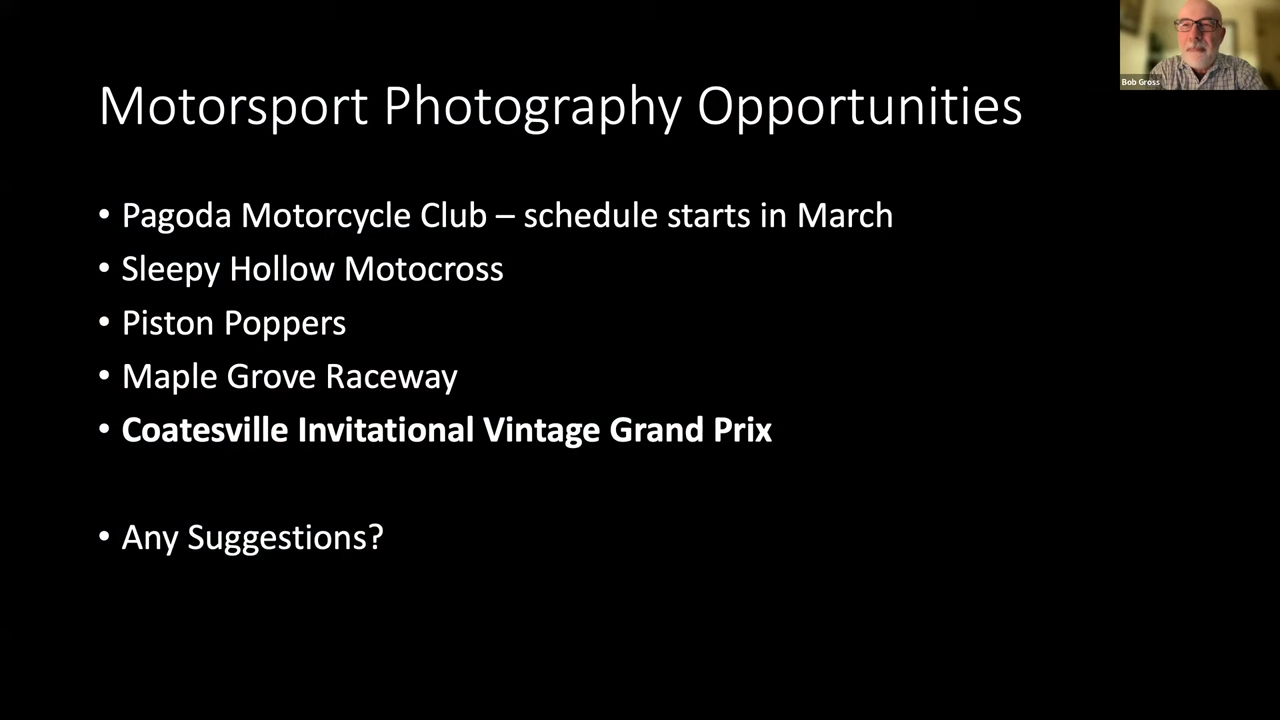 Bob Gross
Motorsport Photography Opportunities
• Pagoda Motorcycle Club – schedule starts in March
• Sleepy Hollow Motocross
• Piston Poppers
• Maple Grove Raceway
• Coatesville Invitational Vintage Grand Prix
• Any Suggestions?